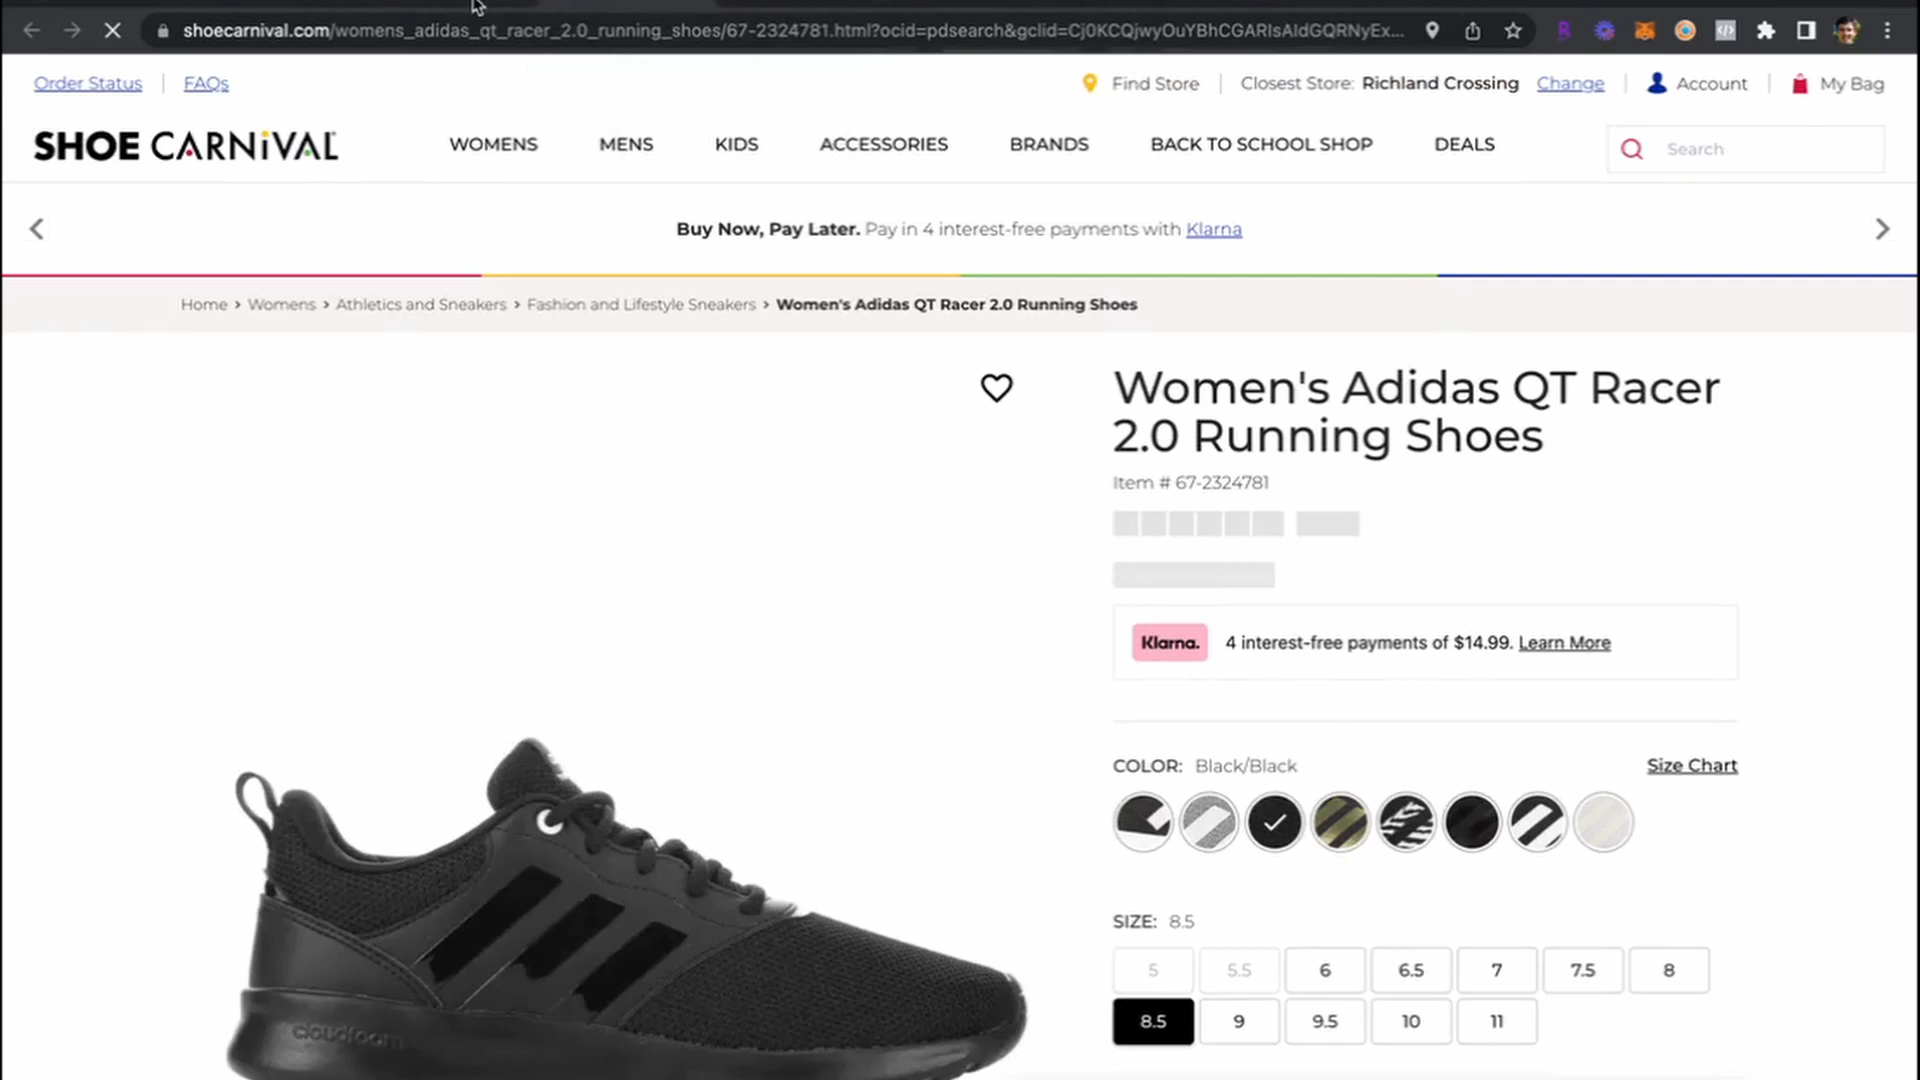 shoecarnival.com/womens_adidas_qt_racer_2.0_running_shoes/67-2324781.html?ocid=pdsearch&gclid=Cj0KCQjwyOuYBhCGARIsAIdGQRNyEx...
Order Status
FAQs
Find Store
Closest Store: Richland Crossing Change
Account
My Bag
SHOE CARNiVAL
WOMENS MENS KIDS ACCESSORIES BRANDS BACK TO SCHOOL SHOP DEALS
Search
Buy Now, Pay Later. Pay in 4 interest-free payments with Klarna
Home > Womens > Athletics and Sneakers > Fashion and Lifestyle Sneakers > Women's Adidas QT Racer 2.0 Running Shoes
Women's Adidas QT Racer
2.0 Running Shoes
Item # 67-2324781
Klarna. 4 interest-free payments of $14.99. Learn More
COLOR: Black/Black
Size Chart
SIZE: 8.5
5 5.5 6 6.5 7 7.5 8
8.5 9 9.5 10 11
cloudfoam